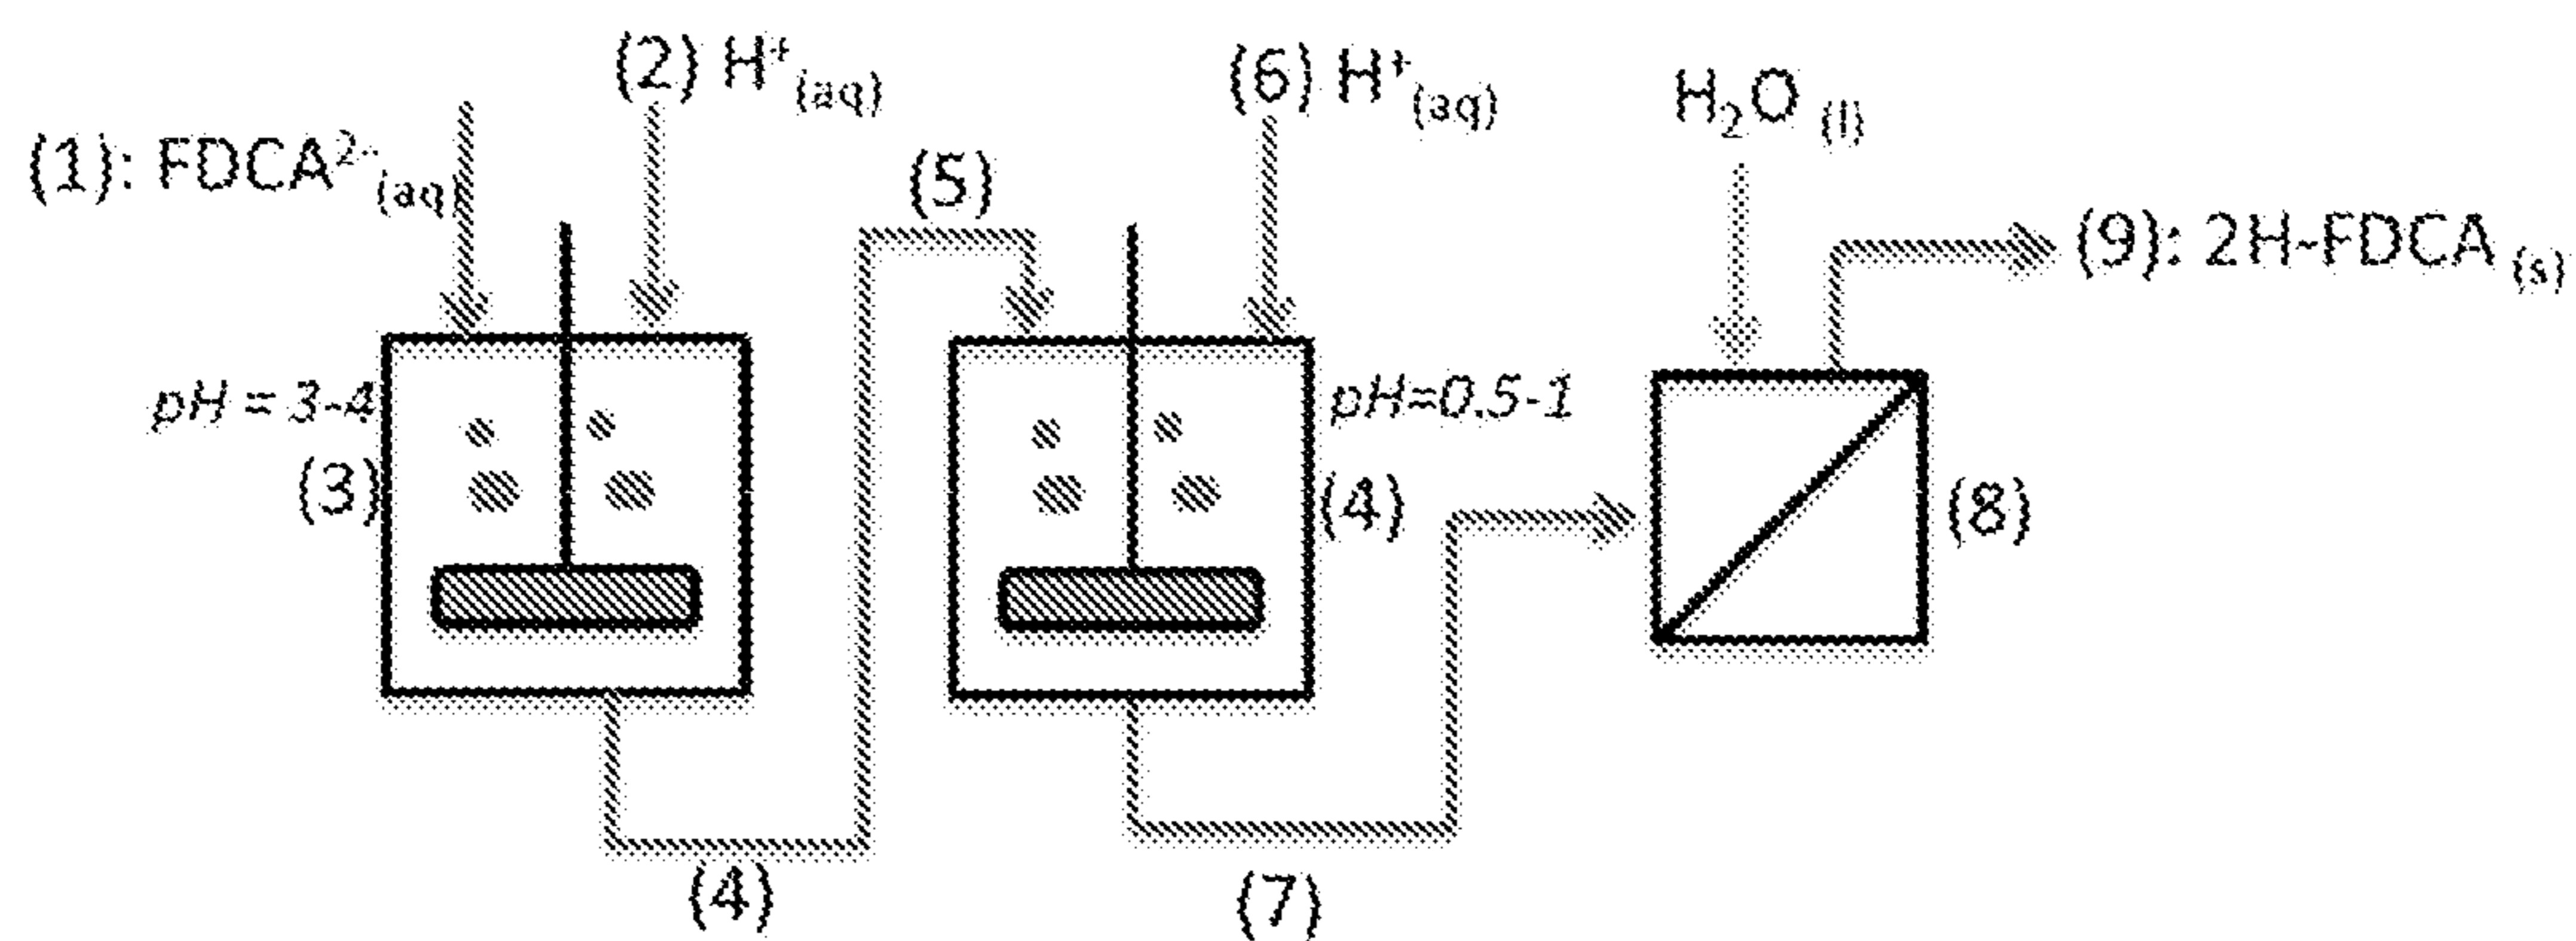 (2) H⁺(aq)
(6) H⁺(aq)
H₂O (l)
(1): FDCA²⁻(aq)
(5)
(9): 2H-FDCA (s)
pH = 3-4
pH=0.5-1
(3)
(4)
(8)
(4)
(7)